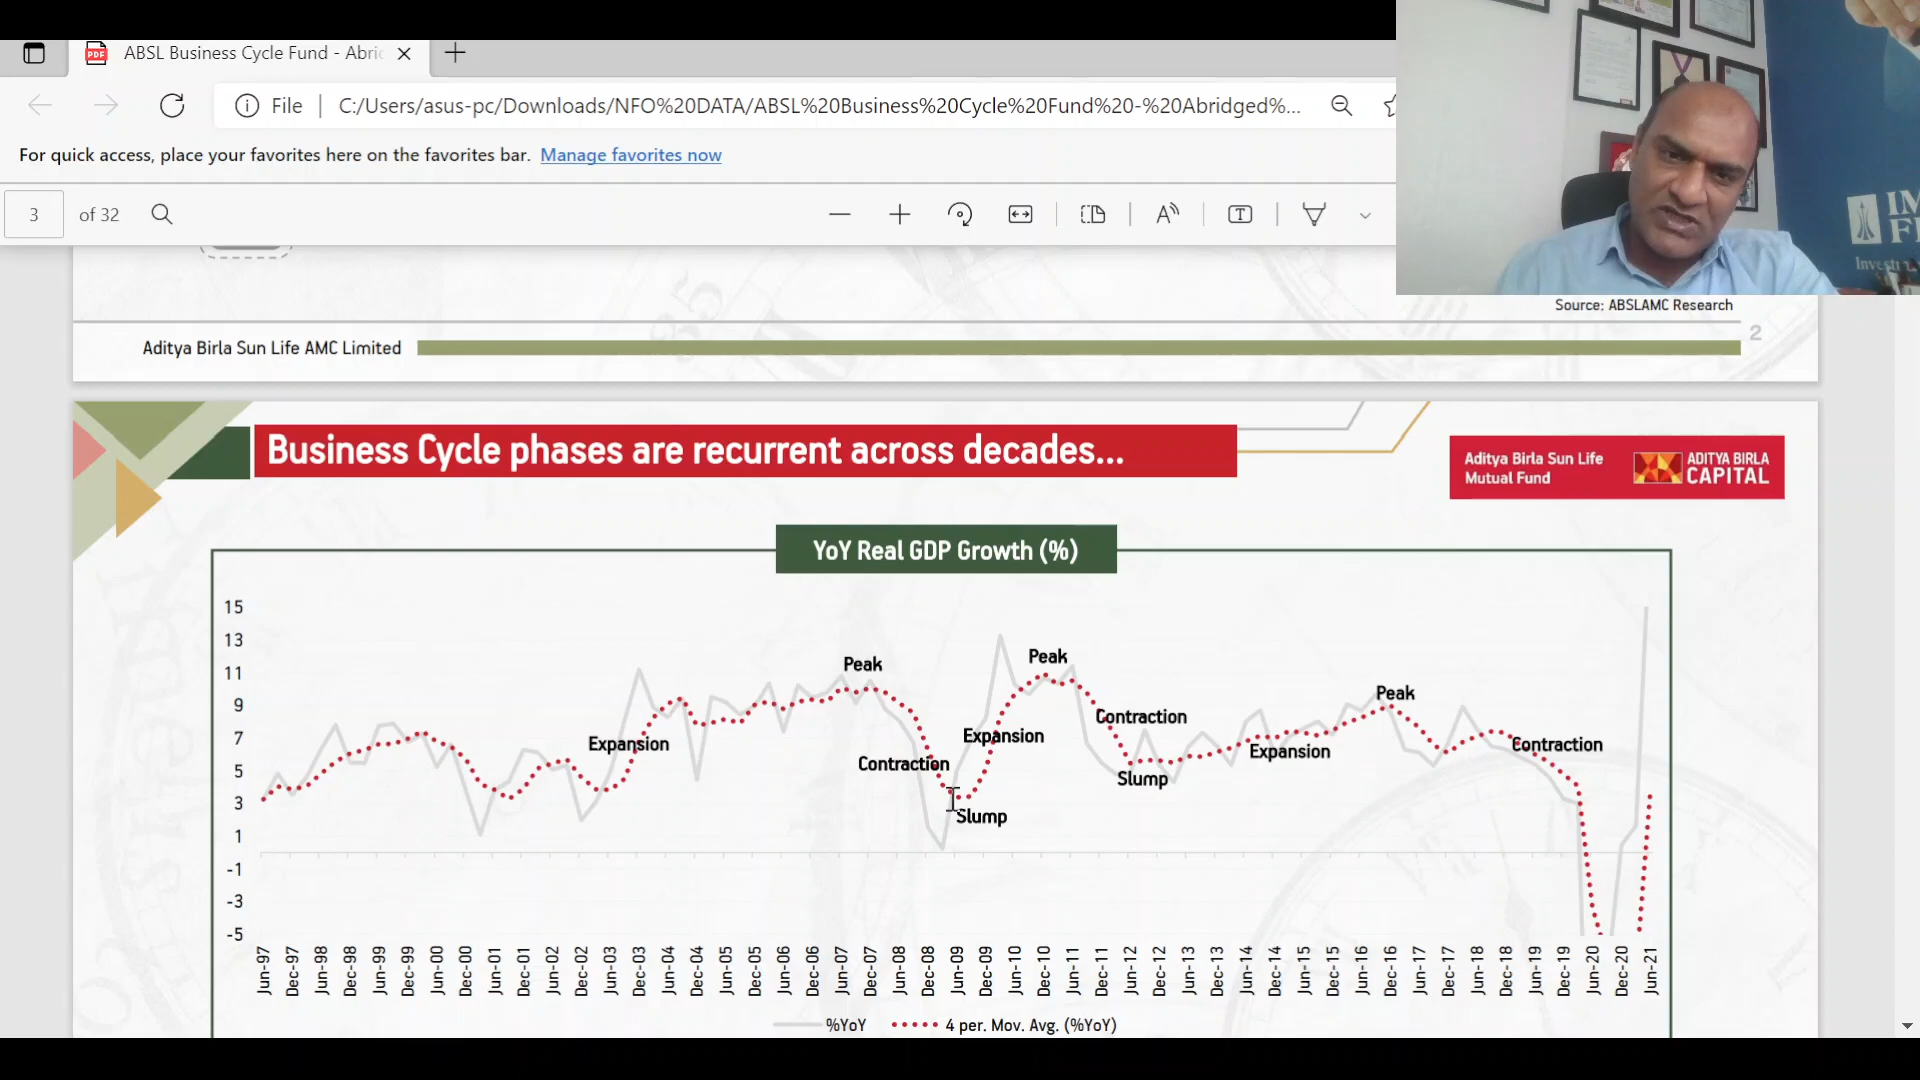 ABSL Business Cycle Fund - Abri
File
C:/Users/asus-pc/Downloads/NFO%20DATA/ABSL%20Business%20Cycle%20Fund%20-%20Abridged%...
For quick access, place your favorites here on the favorites bar. Manage favorites now
3 of 32
IM
FI
Source: ABSLAMC Research
2
Aditya Birla Sun Life AMC Limited
Business Cycle phases are recurrent across decades...
Aditya Birla Sun Life
Mutual Fund
ADITYA BIRLA
CAPITAL
YoY Real GDP Growth (%)
15
13
11
9
7
5
3
1
-1
-3
-5
Expansion
Peak
Contraction
Slump
Expansion
Peak
Contraction
Slump
Expansion
Peak
Contraction
Jun-97
Dec-97
Jun-98
Dec-98
Jun-99
Dec-99
Jun-00
Dec-00
Jun-01
Dec-01
Jun-02
Dec-02
Jun-03
Dec-03
Jun-04
Dec-04
Jun-05
Dec-05
Jun-06
Dec-06
Jun-07
Dec-07
Jun-08
Dec-08
Jun-09
Dec-09
Jun-10
Dec-10
Jun-11
Dec-11
Jun-12
Dec-12
Jun-13
Dec-13
Jun-14
Dec-14
Jun-15
Dec-15
Jun-16
Dec-16
Jun-17
Dec-17
Jun-18
Dec-18
Jun-19
Dec-19
Jun-20
Dec-20
Jun-21
%YoY
4 per. Mov. Avg. (%YoY)